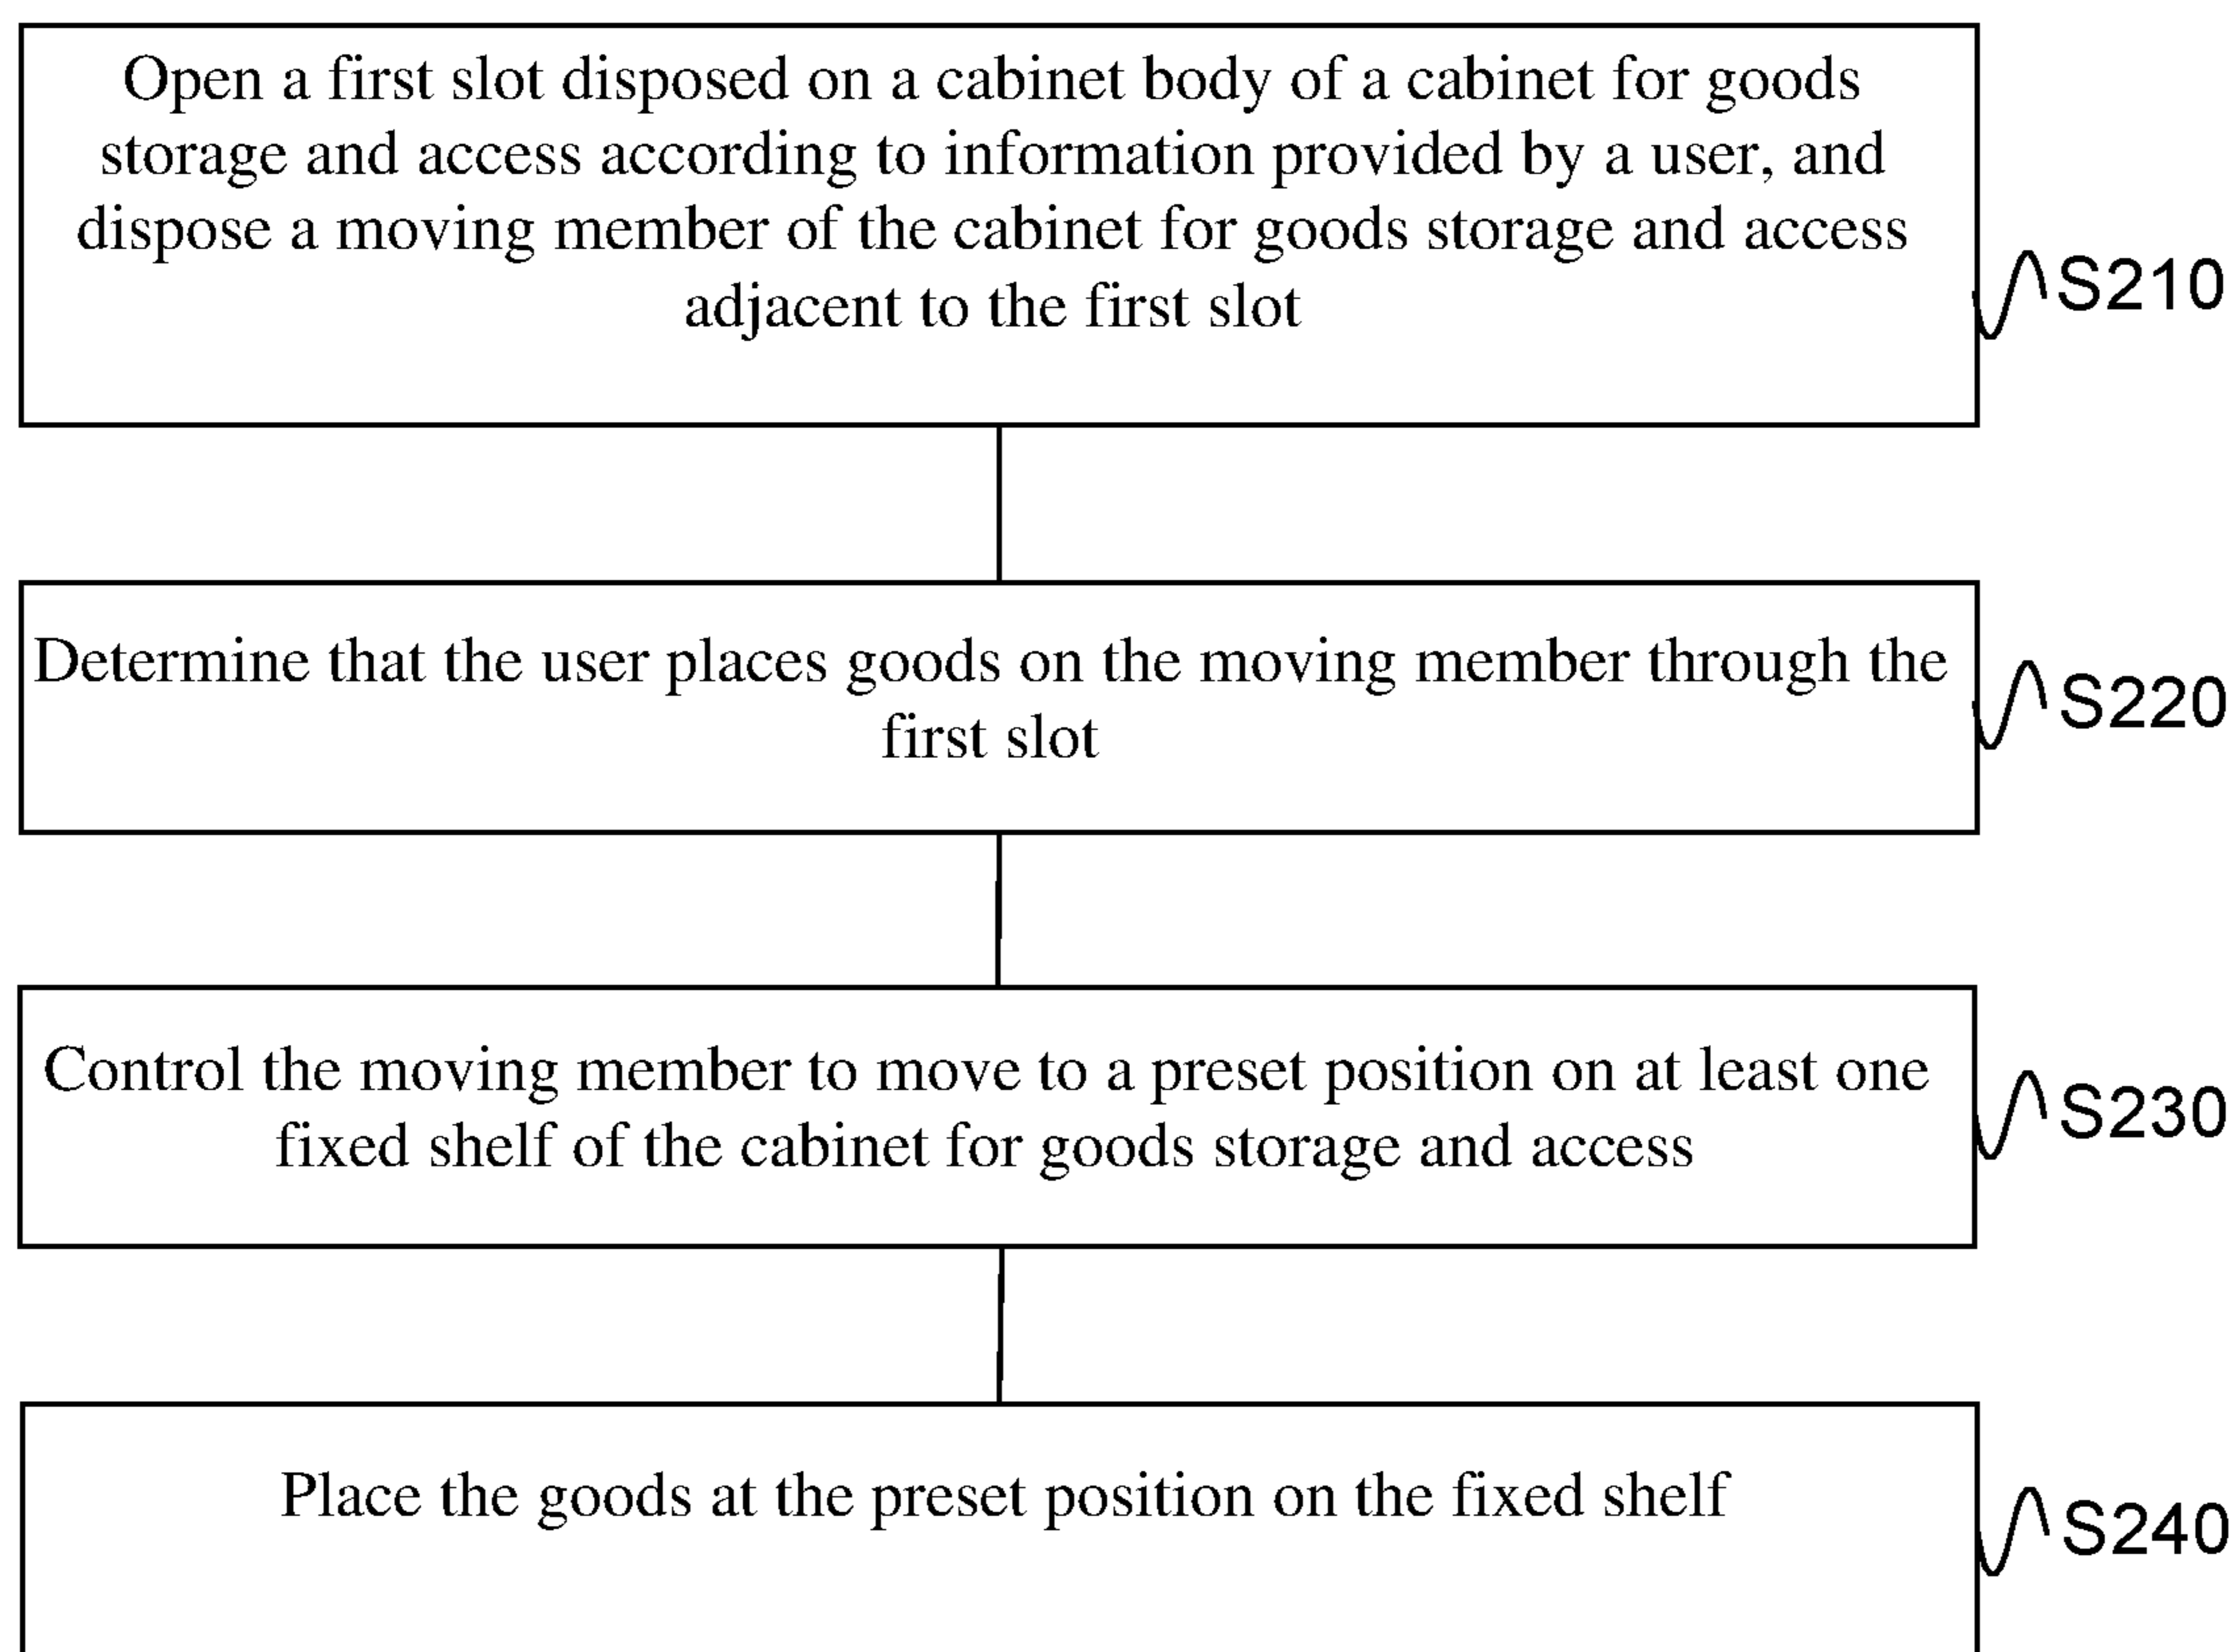 Open a first slot disposed on a cabinet body of a cabinet for goods
storage and access according to information provided by a user, and
dispose a moving member of the cabinet for goods storage and access
adjacent to the first slot
S210
Determine that the user places goods on the moving member through the
first slot
S220
Control the moving member to move to a preset position on at least one
fixed shelf of the cabinet for goods storage and access
S230
Place the goods at the preset position on the fixed shelf
S240